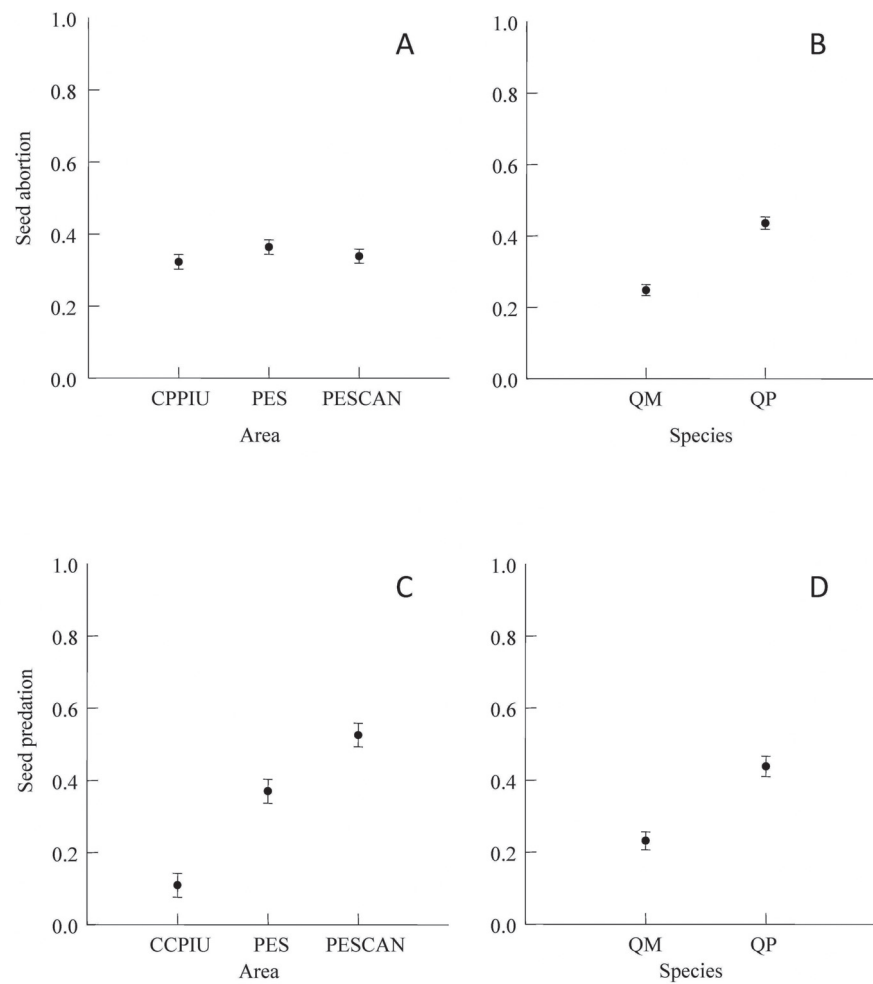 A
1.0
0.8
0.6
0.4
0.2
0.0
Seed abortion
CPPIU PES PESCAN
Area
B
1.0
0.8
0.6
0.4
0.2
0.0
QM QP
Species
C
1.0
0.8
0.6
0.4
0.2
0.0
Seed predation
CCPIU PES PESCAN
Area
D
1.0
0.8
0.6
0.4
0.2
0.0
QM QP
Species